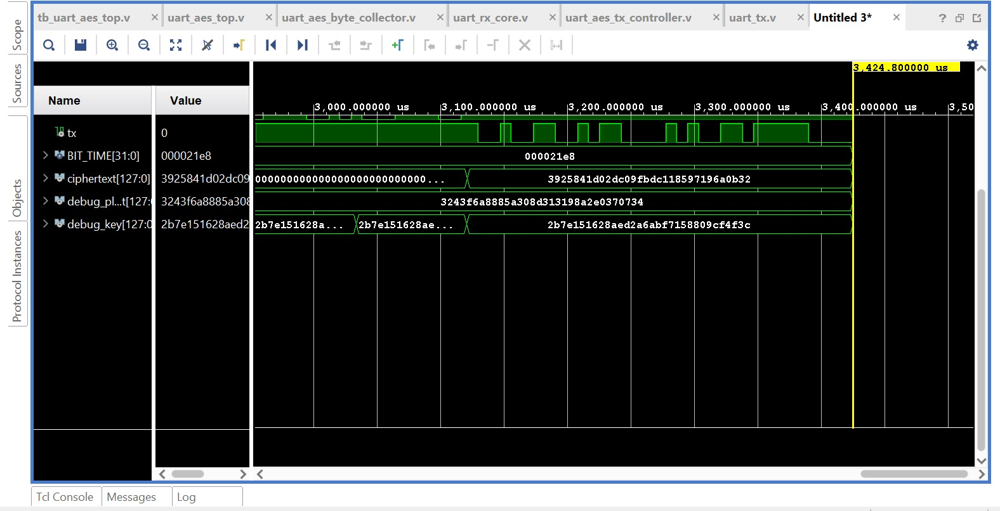 tb_uart_aes_top.v × uart_aes_top.v × uart_aes_byte_collector.v × uart_rx_core.v × uart_aes_tx_controller.v × uart_tx.v × Untitled 3* × ?
Scope
Sources
Objects
Protocol Instances
3,424.800000 us
Name Value
3,000.000000 us 3,100.000000 us 3,200.000000 us 3,300.000000 us 3,400.000000 us 3,50
tx 0
BIT_TIME[31:0] 000021e8 000021e8
ciphertext[127:0] 3925841d02dc09 000000000000000000000000000... 3925841d02dc09fbdc118597196a0b32
debug_pl...t[127:0 3243f6a8885a308 3243f6a8885a308d313198a2e0370734
debug_key[127:0 2b7e151628aed2 2b7e151628a... 2b7e151628ae... 2b7e151628aed2a6abf7158809cf4f3c
Tcl Console Messages Log